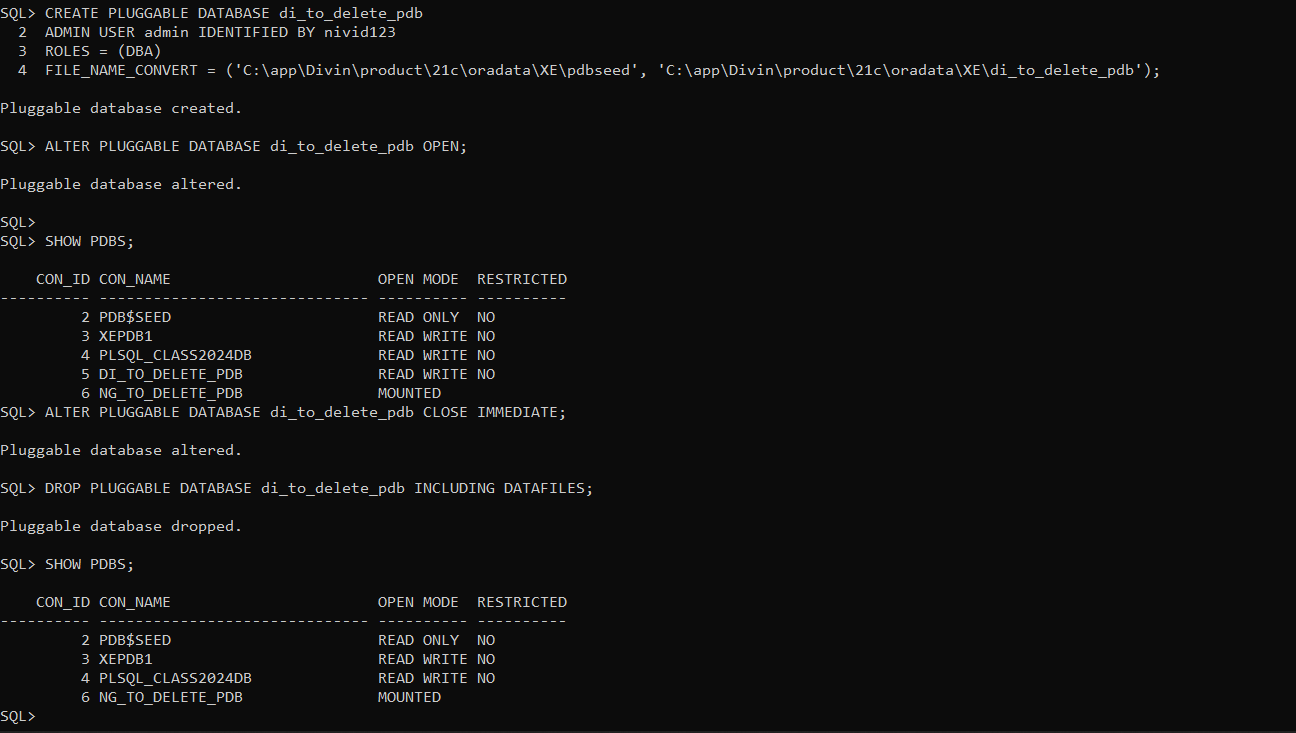 SQL> CREATE PLUGGABLE DATABASE di_to_delete_pdb
  2  ADMIN USER admin IDENTIFIED BY nivid123
  3  ROLES = (DBA)
  4  FILE_NAME_CONVERT = ('C:\app\Divin\product\21c\oradata\XE\pdbseed', 'C:\app\Divin\product\21c\oradata\XE\di_to_delete_pdb');

Pluggable database created.

SQL> ALTER PLUGGABLE DATABASE di_to_delete_pdb OPEN;

Pluggable database altered.

SQL>
SQL> SHOW PDBS;

    CON_ID CON_NAME                       OPEN MODE  RESTRICTED
---------- ------------------------------ ---------- ----------
         2 PDB$SEED                       READ ONLY  NO
         3 XEPDB1                         READ WRITE NO
         4 PLSQL_CLASS2024DB              READ WRITE NO
         5 DI_TO_DELETE_PDB               READ WRITE NO
         6 NG_TO_DELETE_PDB               MOUNTED
SQL> ALTER PLUGGABLE DATABASE di_to_delete_pdb CLOSE IMMEDIATE;

Pluggable database altered.

SQL> DROP PLUGGABLE DATABASE di_to_delete_pdb INCLUDING DATAFILES;

Pluggable database dropped.

SQL> SHOW PDBS;

    CON_ID CON_NAME                       OPEN MODE  RESTRICTED
---------- ------------------------------ ---------- ----------
         2 PDB$SEED                       READ ONLY  NO
         3 XEPDB1                         READ WRITE NO
         4 PLSQL_CLASS2024DB              READ WRITE NO
         6 NG_TO_DELETE_PDB               MOUNTED
SQL>